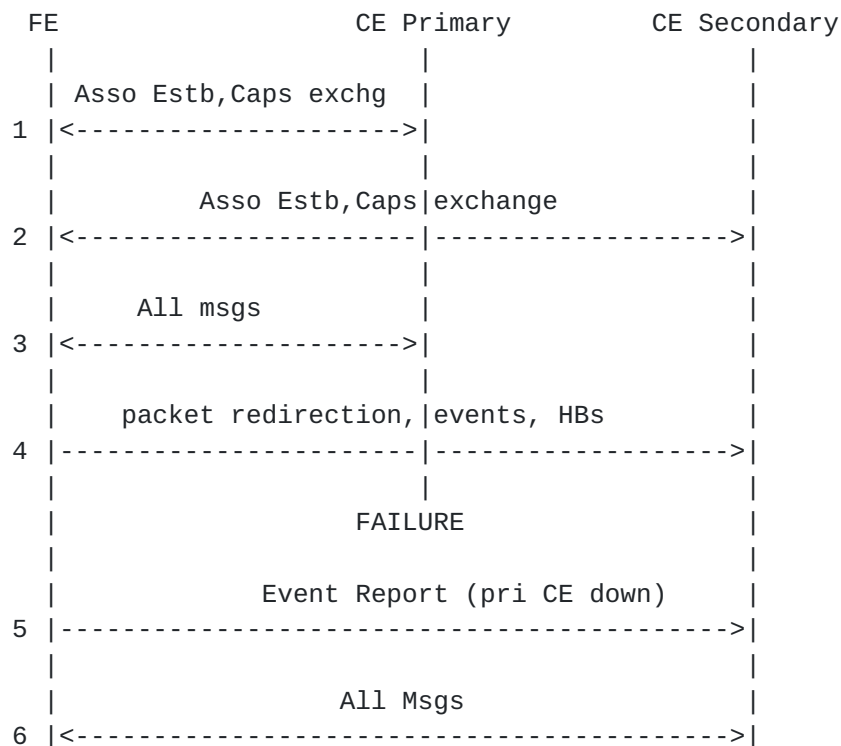 FE CE Primary CE Secondary
Asso Estb,Caps exchg
1
Asso Estb,Caps exchange
2
All msgs
3
packet redirection, events, HBs
4
FAILURE
Event Report (pri CE down)
5
All Msgs
6